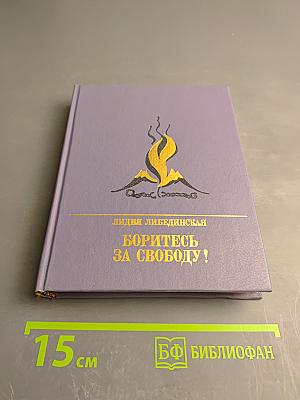 ЛИДИЯ ЛИБЕДИНСКАЯ
БОРИТЕСЬ
ЗА СВОБОДУ!
15 см
БФ БИБЛИОФАН